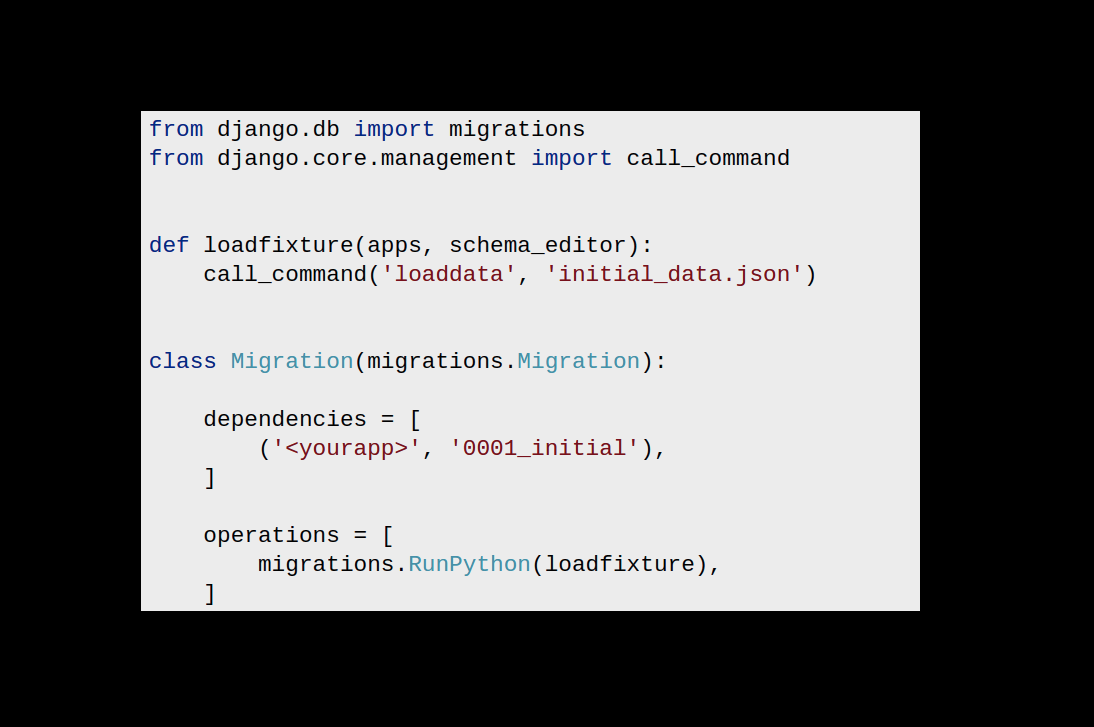 from django.db import migrations
from django.core.management import call_command
def loadfixture(apps, schema_editor):
    call_command('loaddata', 'initial_data.json')
class Migration(migrations.Migration):
    dependencies = [
        ('<yourapp>', '0001_initial'),
    ]
    operations = [
        migrations.RunPython(loadfixture),
    ]